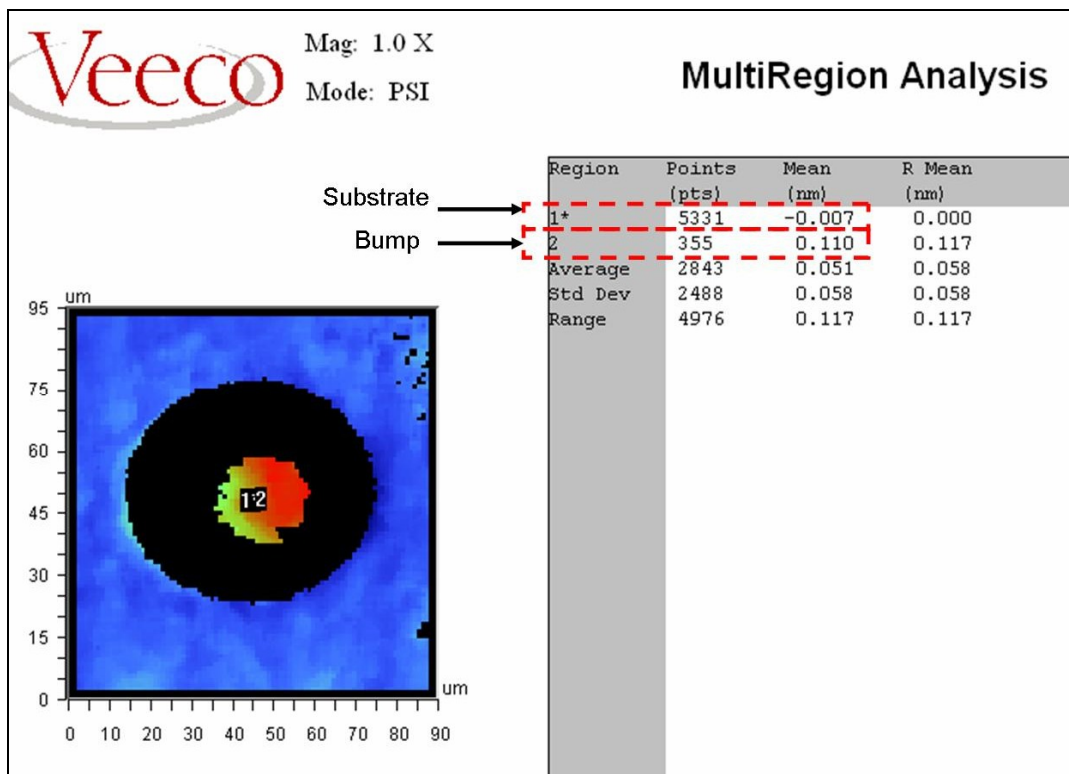 Veeco
Mag: 1.0 X
Mode: PSI
MultiRegion Analysis
Region Points Mean R Mean
(pts) (nm) (nm)
Substrate
1* 5331 -0.007 0.000
Bump
2 355 0.110 0.117
Average 2843 0.051 0.058
Std Dev 2488 0.058 0.058
Range 4976 0.117 0.117
um
95
75
60
45
30
15
0
1*2
um
0 10 20 30 40 50 60 70 80 90